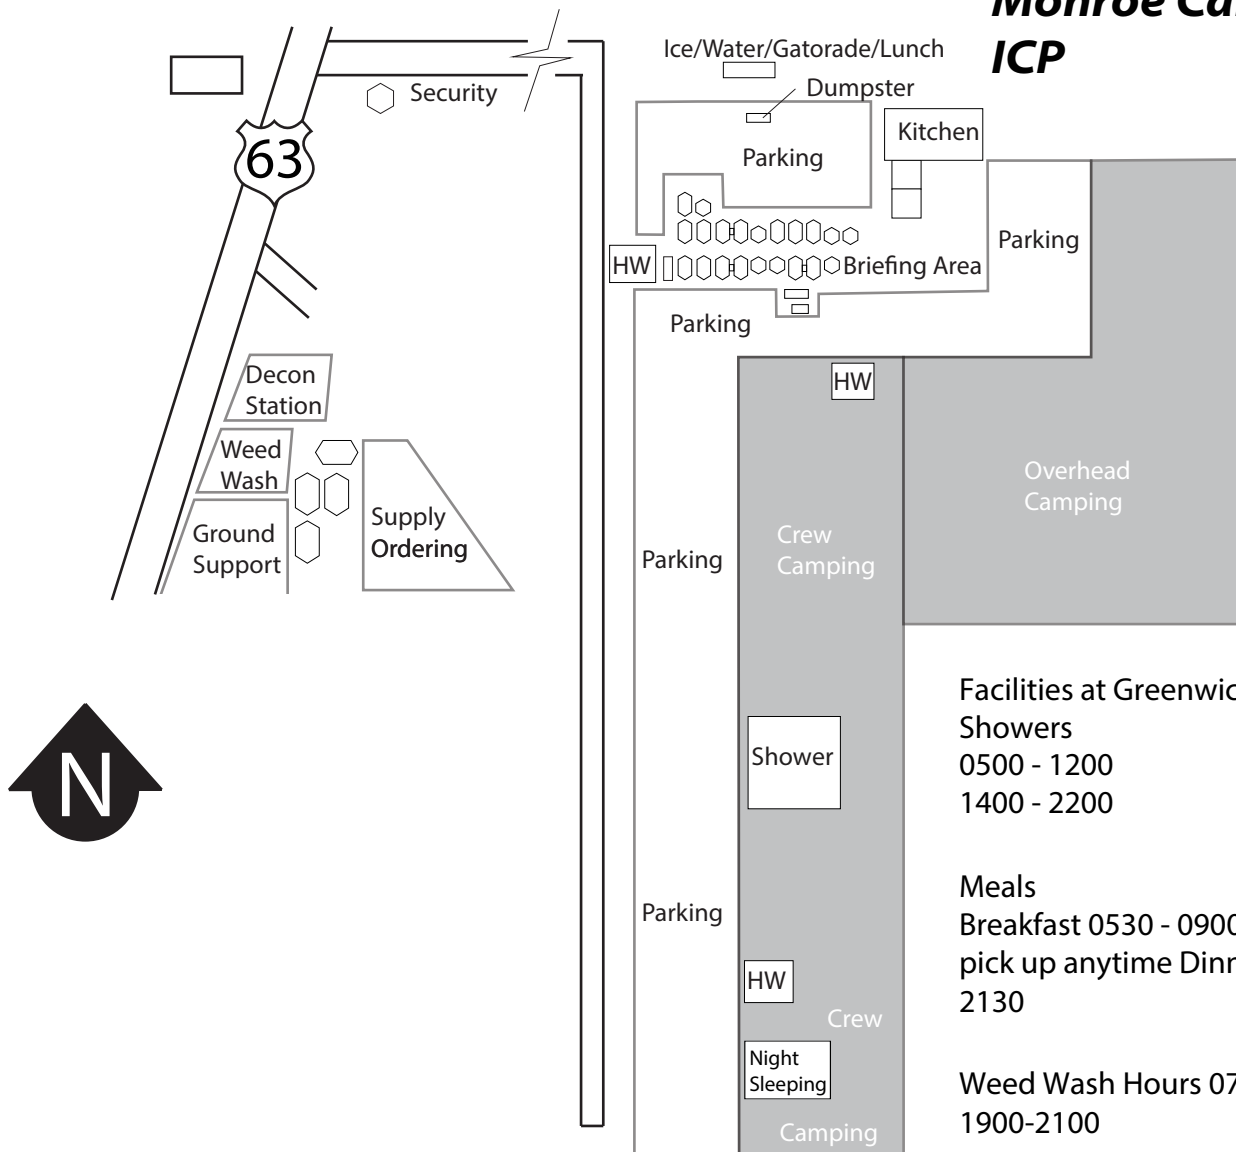 Monroe Ca
ICP
Ice/Water/Gatorade/Lunch
Dumpster
Security
Kitchen
63
Parking
Parking
HW
Briefing Area
Parking
Decon
Station
HW
Weed
Wash
Overhead
Camping
Supply
Ordering
Ground
Support
Crew
Camping
Parking
Facilities at Greenwic
Showers
0500 - 1200
1400 - 2200
N
Shower
Meals
Breakfast 0530 - 0900
pick up anytime Dinn
2130
Parking
HW
Crew
Night
Sleeping
Weed Wash Hours 07
1900-2100
Camping